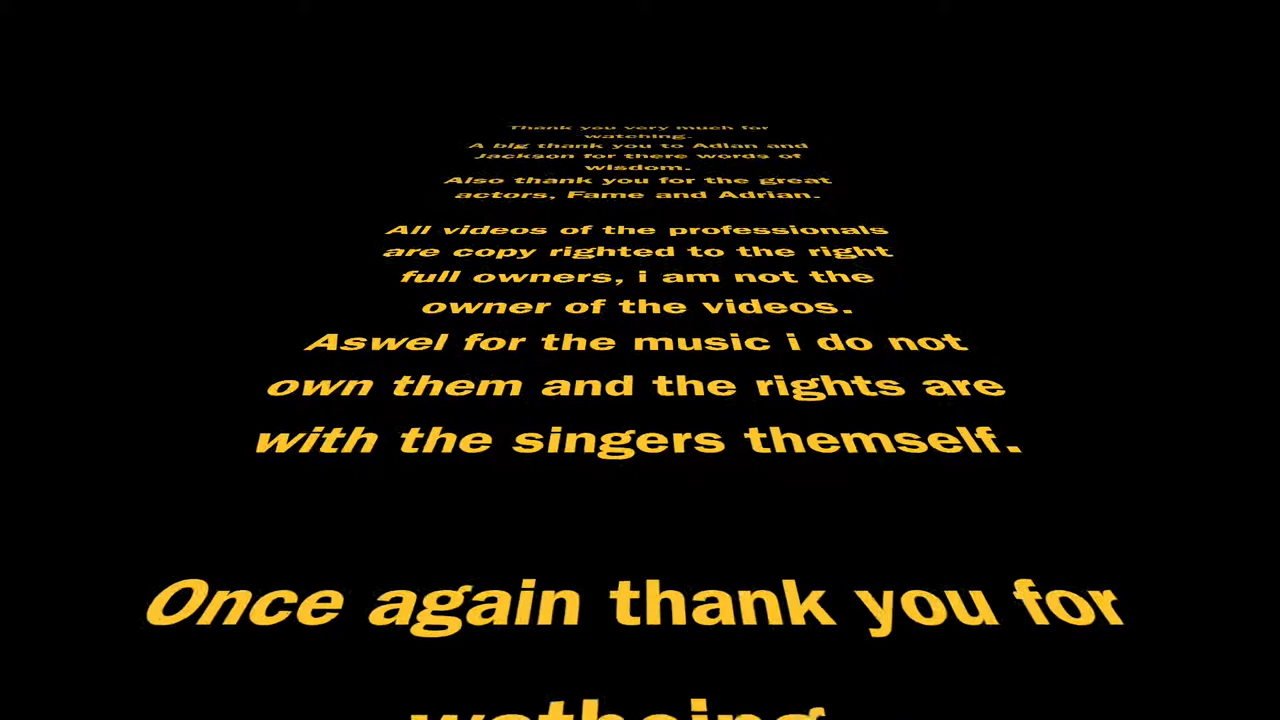 Thank you very much for
watching.
A big thank you to Adian and
Jackson for there words of
wisdom.
Also thank you for the great
actors, Fame and Adrian.
All videos of the professionals
are copy righted to the right
full owners, i am not the
owner of the videos.
Aswel for the music i do not
own them and the rights are
with the singers themself.
Once again thank you for
watheing